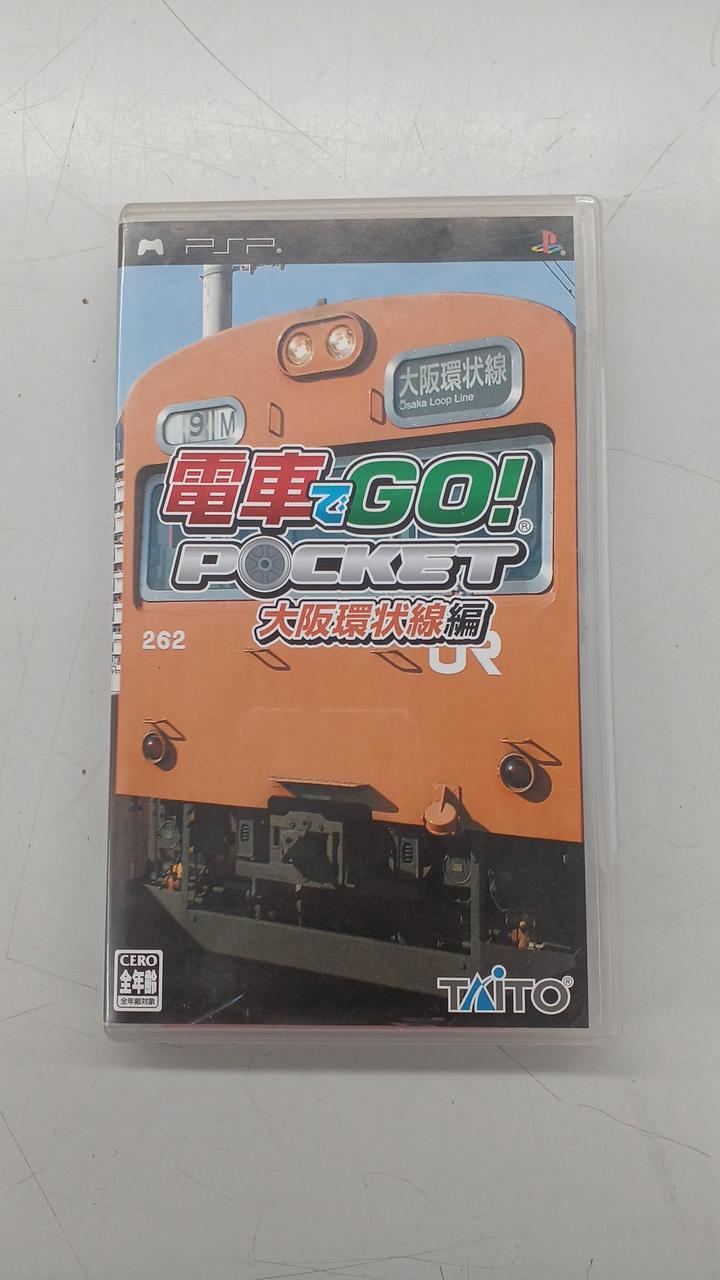 PSP®
大阪環状線
Osaka Loop Line
9 M
電車でGO!®
POCKET
大阪環状線編
262
JR
CERO
全年齢
全年齢対象
TAITO®